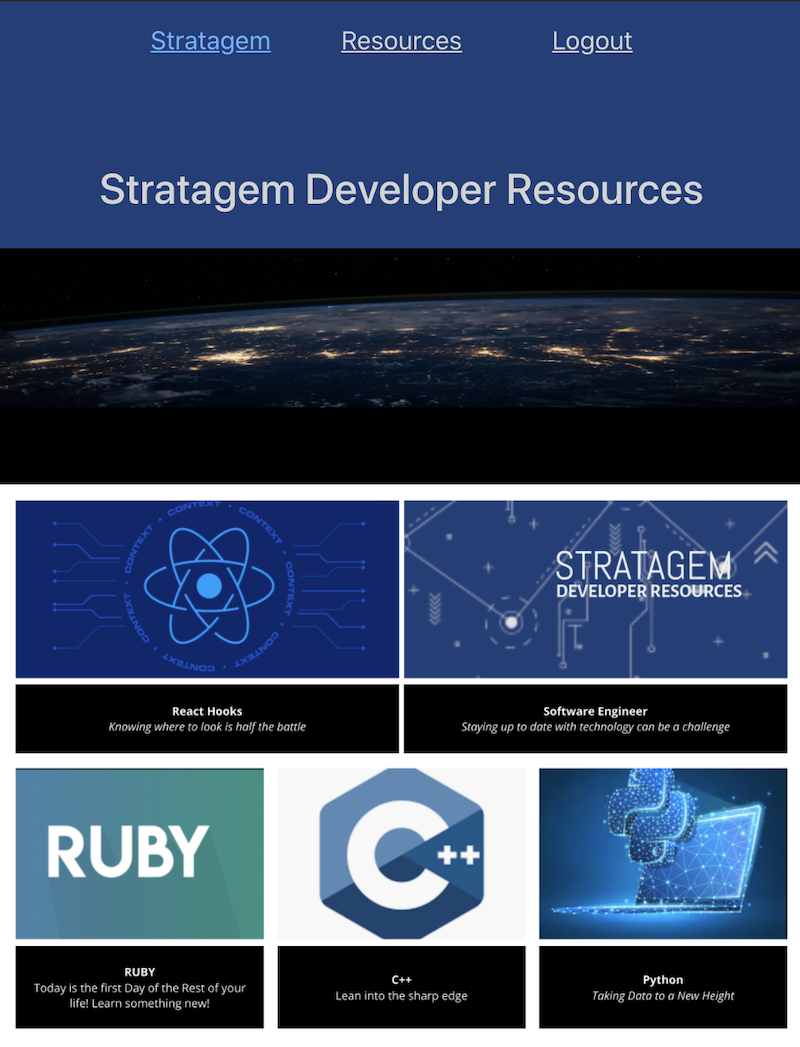 Stratagem Resources Logout
Stratagem Developer Resources
CONTEXT · CONTEXT · CONTEXT · CONTEXT · CONTEXT · CONTEXT · CONTEXT · CONTEXT
STRATAGEM
DEVELOPER RESOURCES
React Hooks
Knowing where to look is half the battle
Software Engineer
Staying up to date with technology can be a challenge
RUBY
C++
RUBY
Today is the first Day of the Rest of your
life! Learn something new!
C++
Lean into the sharp edge
Python
Taking Data to a New Height